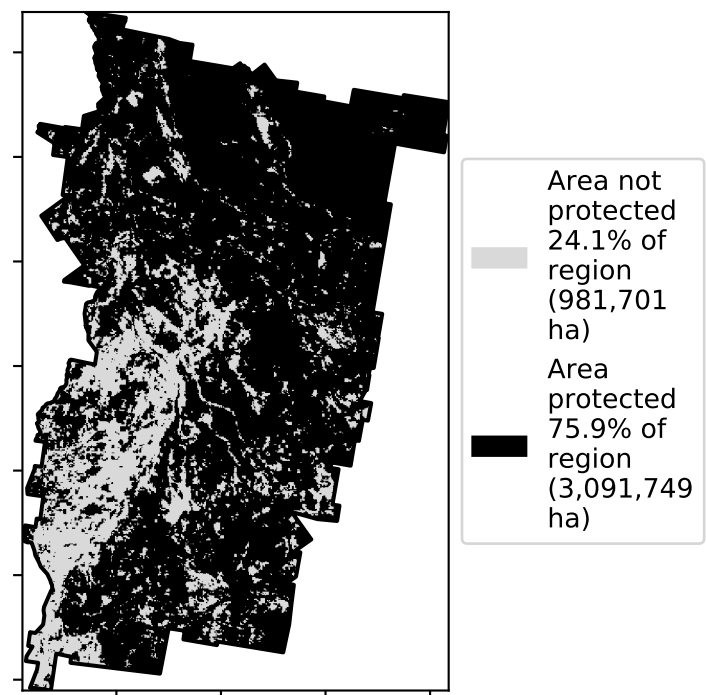 Area not
protected
24.1% of
region
(981,701
ha)
Area
protected
75.9% of
region
(3,091,749
ha)